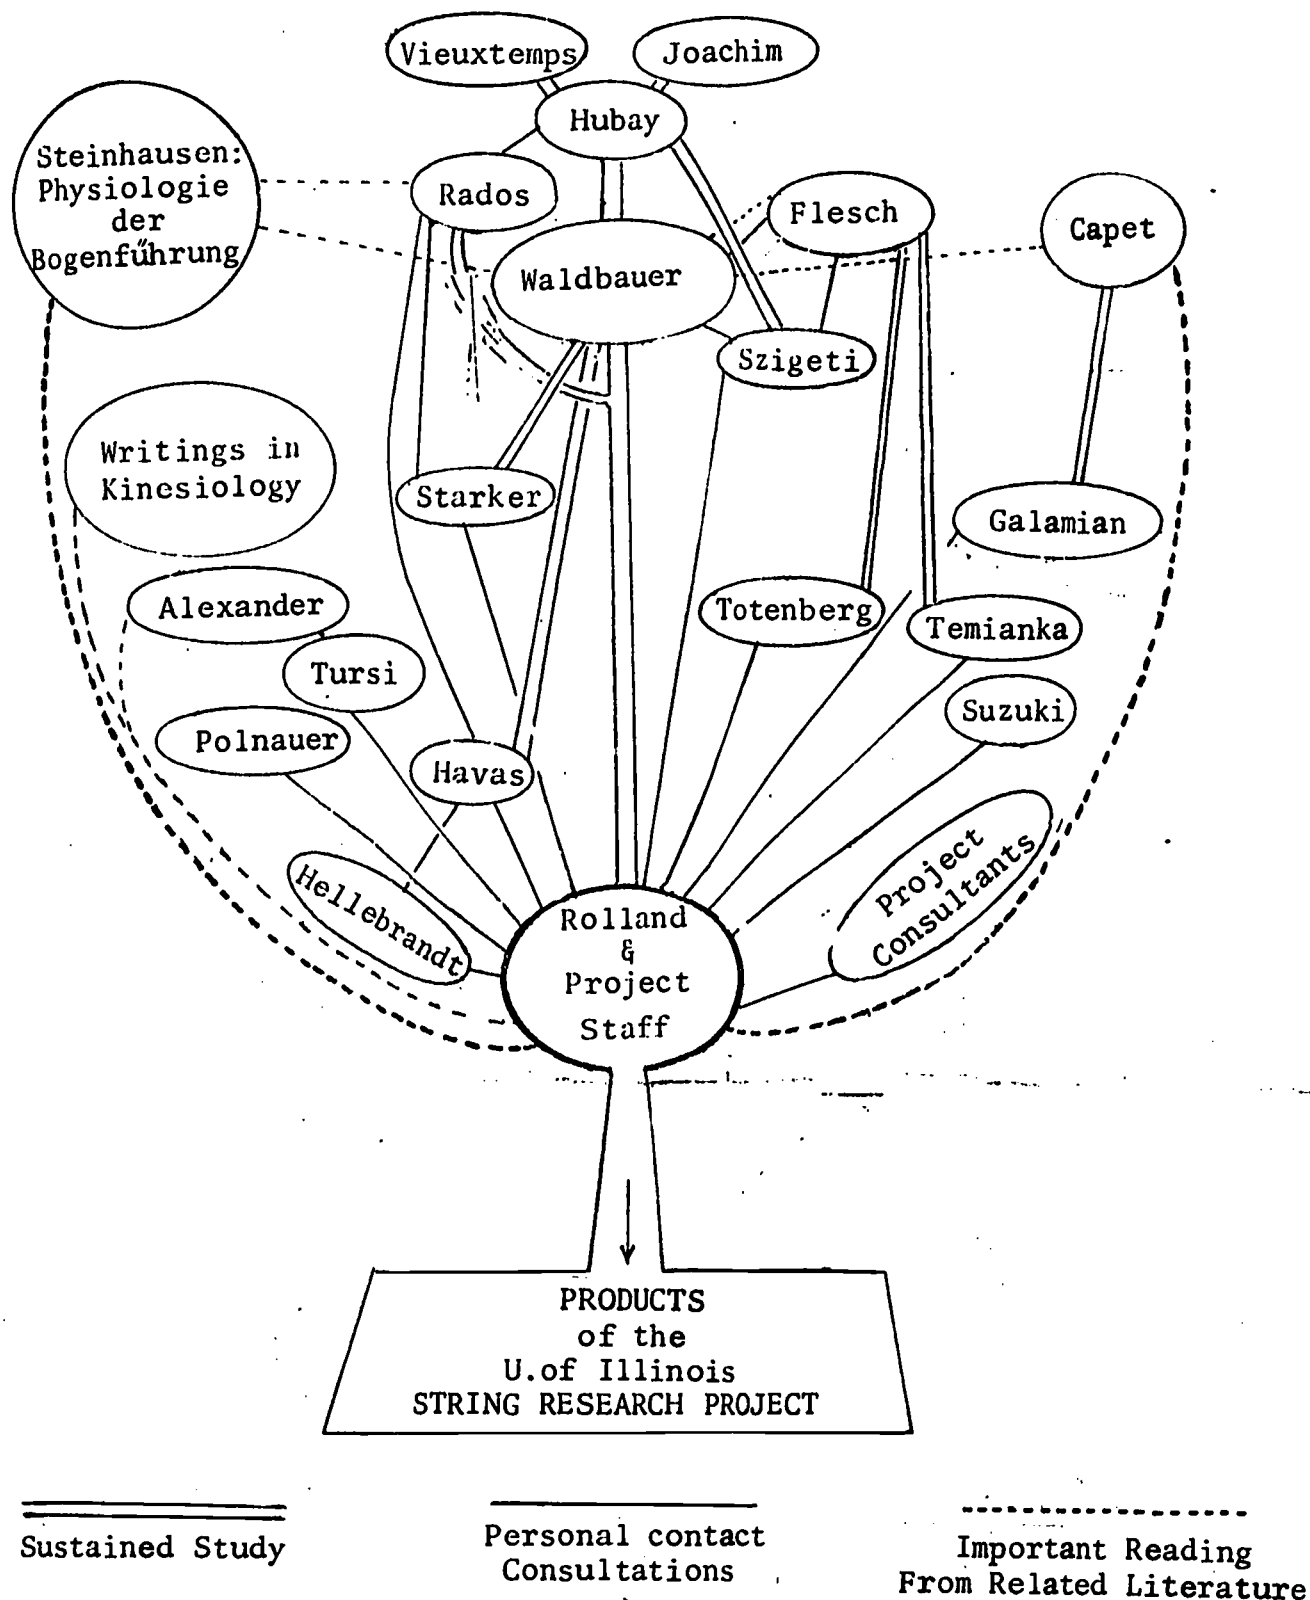 Vieuxtemps
Joachim
Hubay
Steinhausen:
Physiologie
der
Bogenführung
Rados
Flesch
Capet
Waldbauer
Szigeti
Writings in
Kinesiology
Starker
Galamian
Alexander
Totenberg
Temianka
Tursi
Suzuki
Polnauer
Havas
Project
Consultants
Hellebrandt
Rolland
&
Project
Staff
PRODUCTS
of the
U.of Illinois
STRING RESEARCH PROJECT
Sustained Study
Personal contact
Consultations
Important Reading
From Related Literature